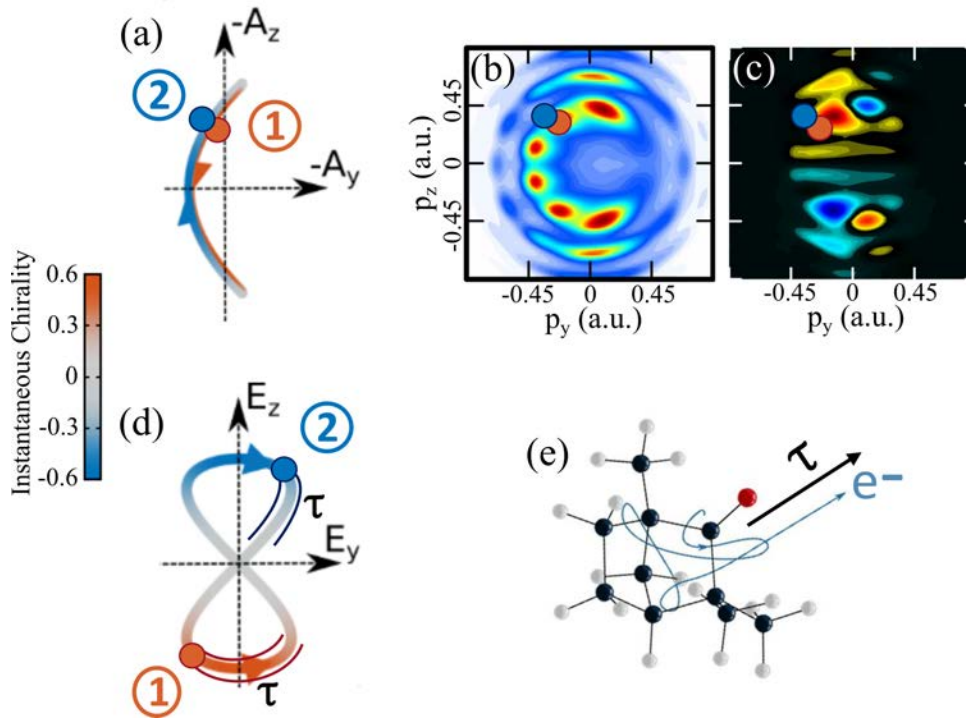 (a)
-A_z
②
①
-A_y
(b)
p_z (a.u.)
0.45
0
-0.45
-0.45
0
0.45
p_y (a.u.)
(c)
-0.45
0
0.45
p_y (a.u.)
Instantaneous Chirality
0.6
0.3
0
-0.3
-0.6
(d)
E_z
②
τ
E_y
①
τ
(e)
τ
e-